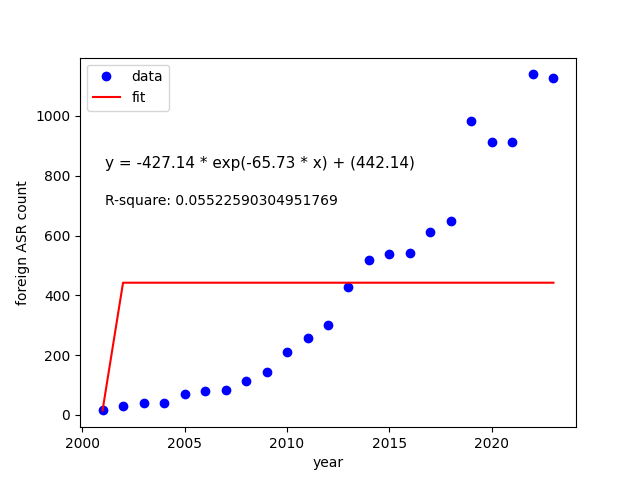 data
fit
y = -427.14 * exp(-65.73 * x) + (442.14)
R-square: 0.05522590304951769
foreign ASR count
1000
800
600
400
200
0
2000 2005 2010 2015 2020
year